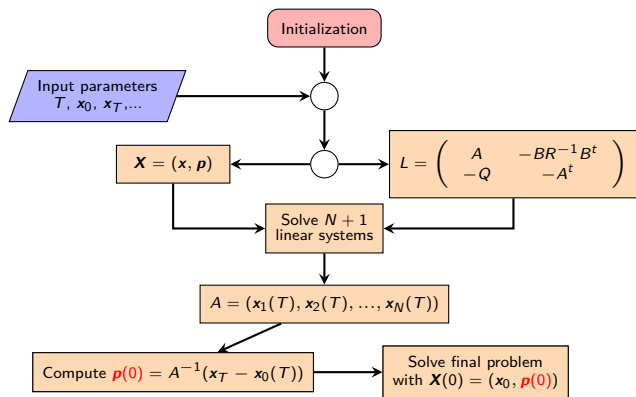 Initialization
Input parameters
T, x₀, x_T,...
X = (x, p)
L = ( A −BR⁻¹Bᵗ
−Q −Aᵗ )
Solve N + 1
linear systems
A = (x₁(T), x₂(T), ..., x_N(T))
Compute p(0) = A⁻¹(x_T − x₀(T))
Solve final problem
with X(0) = (x₀, p(0))